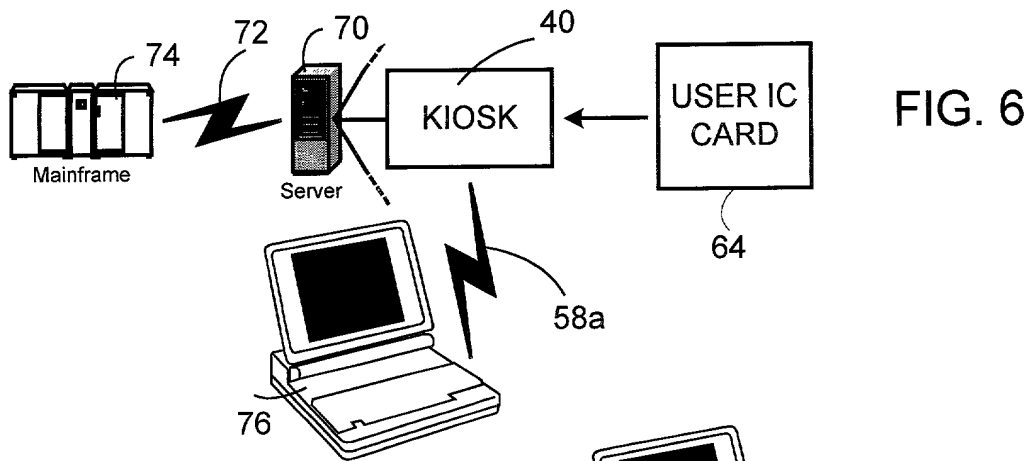 74
72
70
40
KIOSK
USER IC
CARD
FIG. 6
Mainframe
Server
64
58a
76